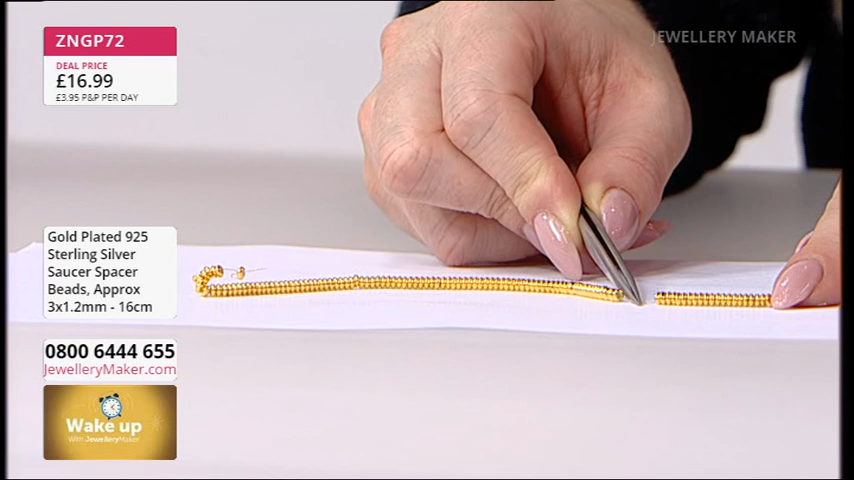 ZNGP72
DEAL PRICE
£16.99
£3.95 P&P PER DAY
JEWELLERY MAKER
Gold Plated 925
Sterling Silver
Saucer Spacer
Beads, Approx
3x1.2mm - 16cm
0800 6444 655
JewelleryMaker.com
Wake up
With JewelleryMaker